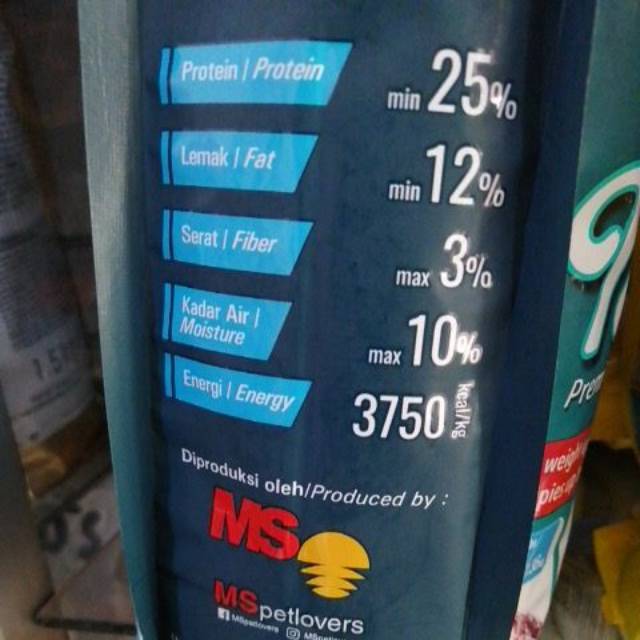 Protein | Protein
min 25%
Lemak | Fat
min 12%
Serat | Fiber
max 3%
Kadar Air |
Moisture
max 10%
Energi | Energy
3750 kcal/kg
Diproduksi oleh/Produced by :
MS
MSpetlovers
MSpetlovers